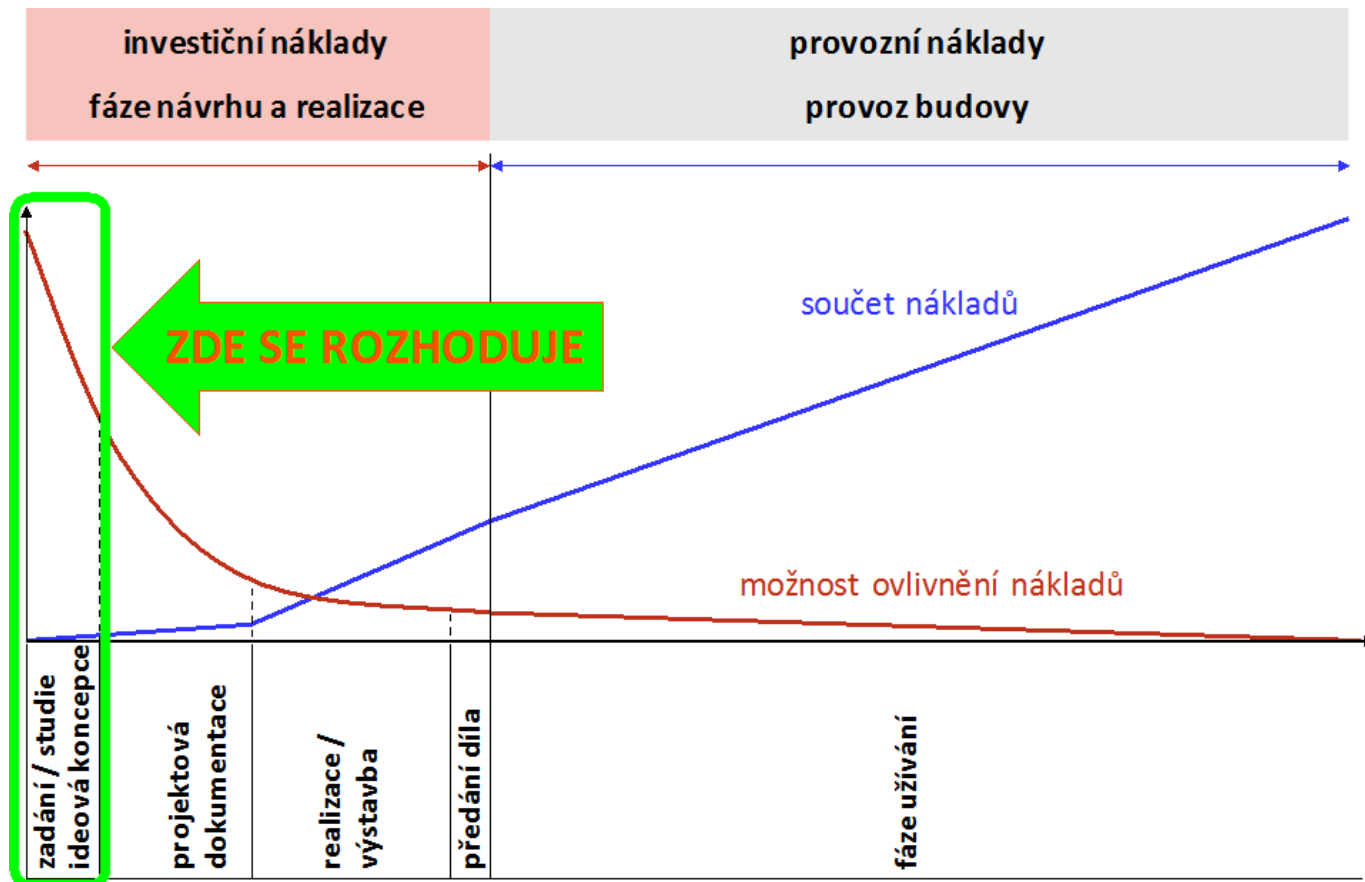 investiční náklady
fáze návrhu a realizace
provozní náklady
provoz budovy
součet nákladů
ZDE SE ROZHODUJE
možnost ovlivnění nákladů
zadání / studie
ideová koncepce
projektová
dokumentace
realizace /
výstavba
předání díla
fáze užívání